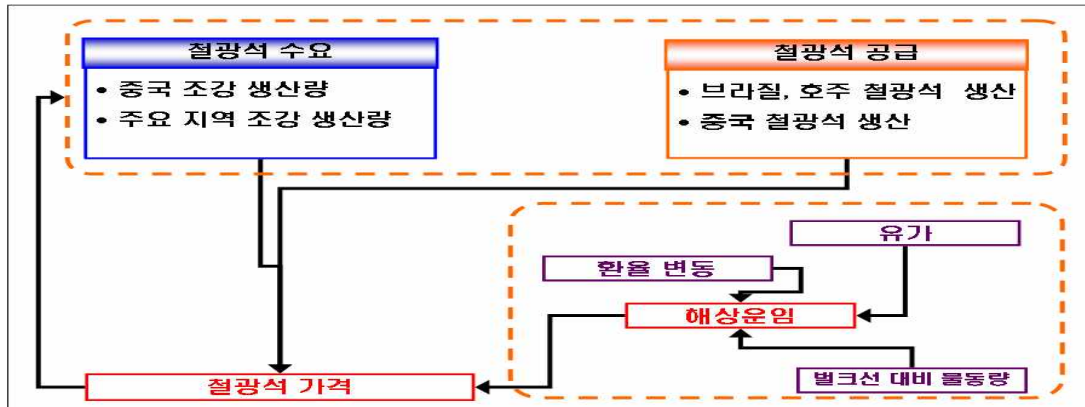 철광석 수요
• 중국 조강 생산량
• 주요 지역 조강 생산량
철광석 공급
• 브라질, 호주 철광석 생산
• 중국 철광석 생산
유가
환율 변동
해상운임
벌크선 대비 물동량
철광석 가격